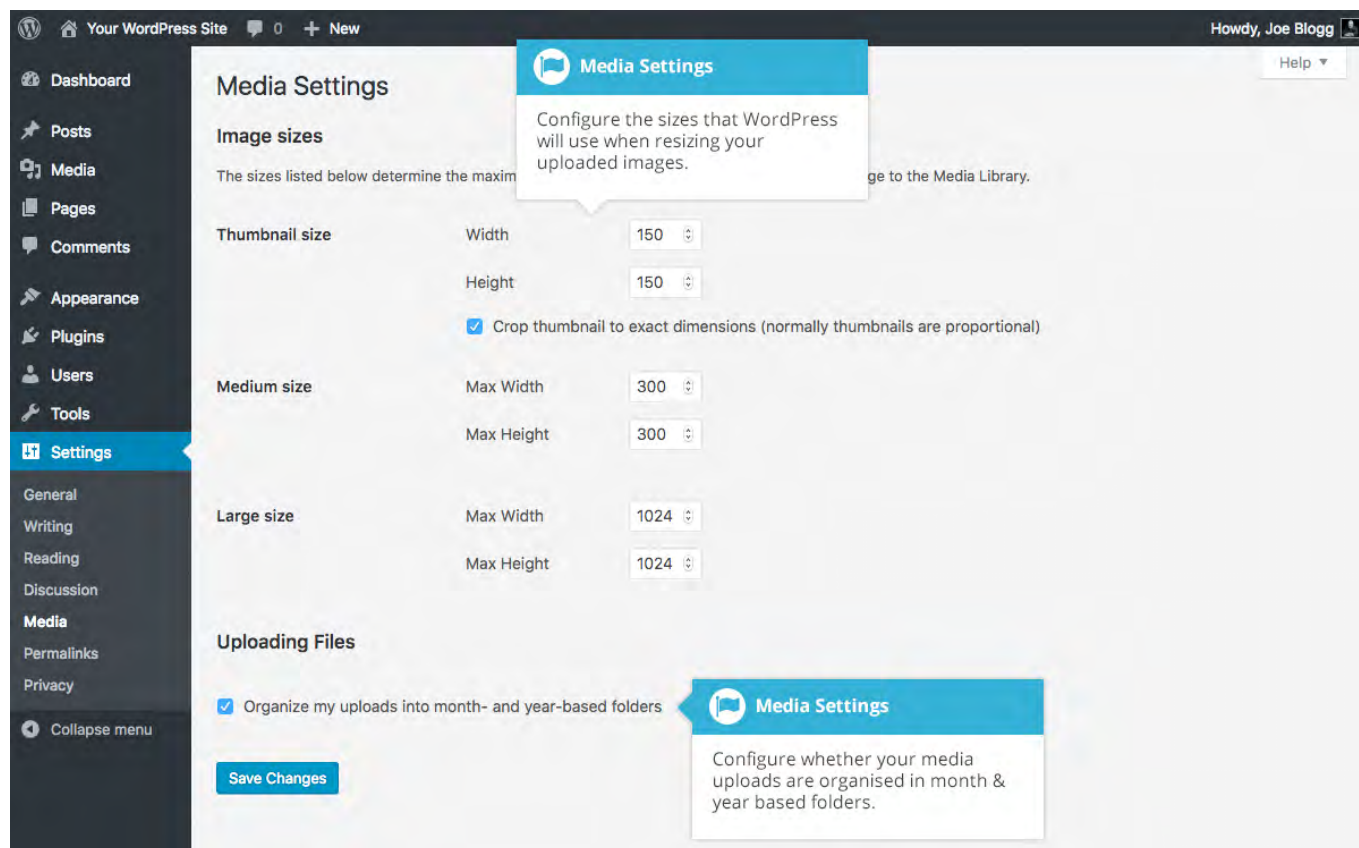 Your WordPress Site 0 + New Howdy, Joe Blogg
Help ▼
Dashboard
Posts
Media
Pages
Comments
Appearance
Plugins
Users
Tools
Settings
General
Writing
Reading
Discussion
Media
Permalinks
Privacy
Collapse menu
Media Settings
Media Settings
Configure the sizes that WordPress
will use when resizing your
uploaded images.
Image sizes
The sizes listed below determine the maxim ge to the Media Library.
Thumbnail size Width 150
Height 150
Crop thumbnail to exact dimensions (normally thumbnails are proportional)
Medium size Max Width 300
Max Height 300
Large size Max Width 1024
Max Height 1024
Uploading Files
Organize my uploads into month- and year-based folders
Media Settings
Configure whether your media
uploads are organised in month &
year based folders.
Save Changes